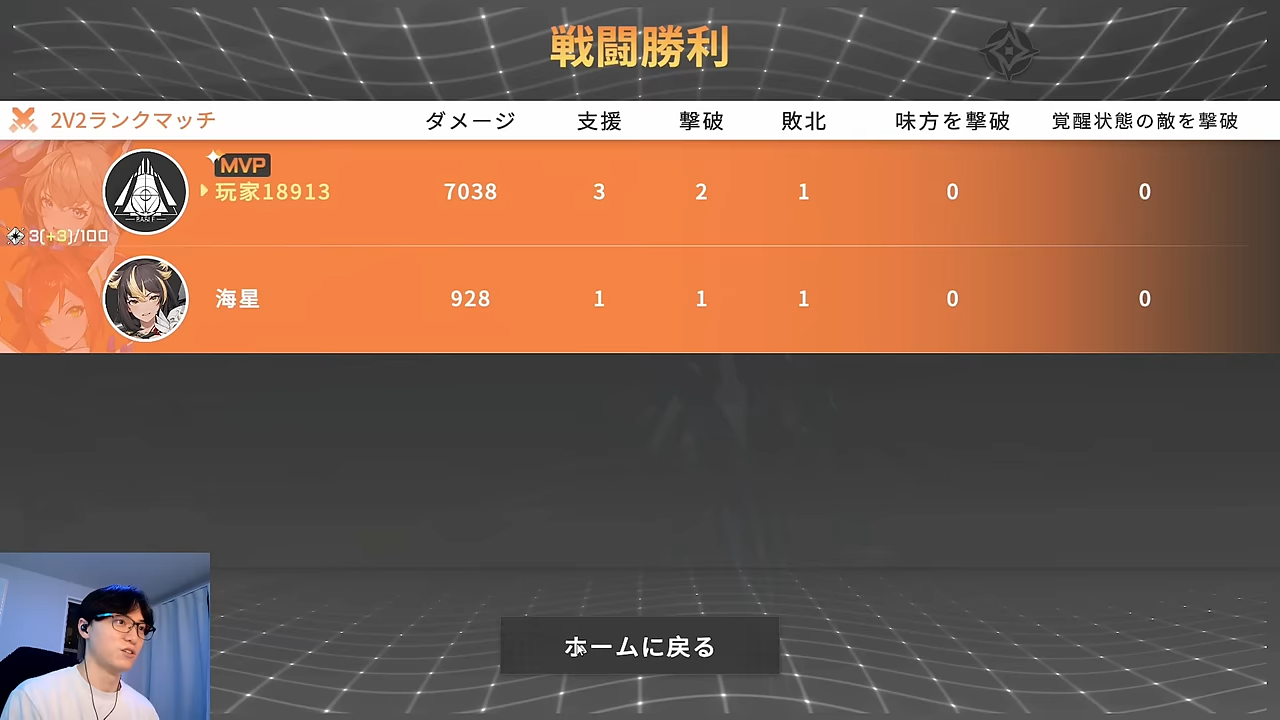 戦闘勝利
2V2ランクマッチ ダメージ 支援 撃破 敗北 味方を撃破 覚醒状態の敵を撃破
MVP
玩家18913 7038 3 2 1 0 0
3(+3)/100
海星 928 1 1 1 0 0
ホームに戻る